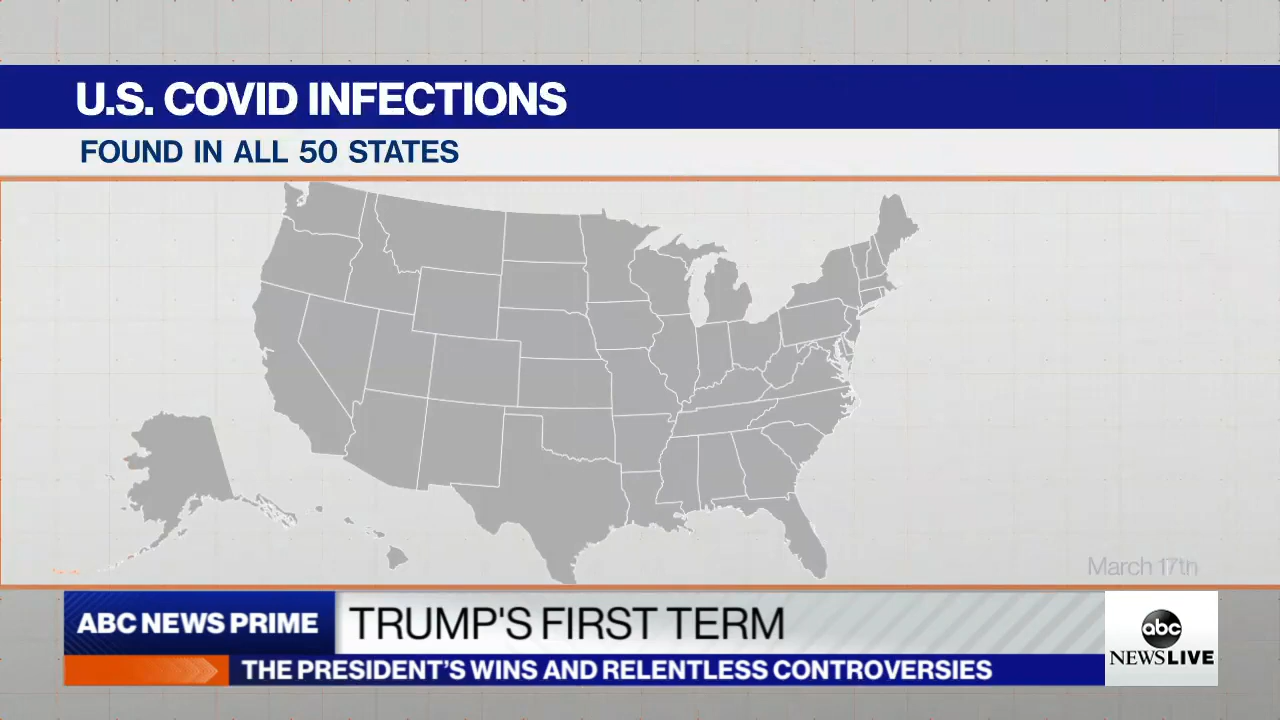 U.S. COVID INFECTIONS
FOUND IN ALL 50 STATES
March 17th
ABC NEWS PRIME
TRUMP'S FIRST TERM
THE PRESIDENT'S WINS AND RELENTLESS CONTROVERSIES
abc
NEWSLIVE